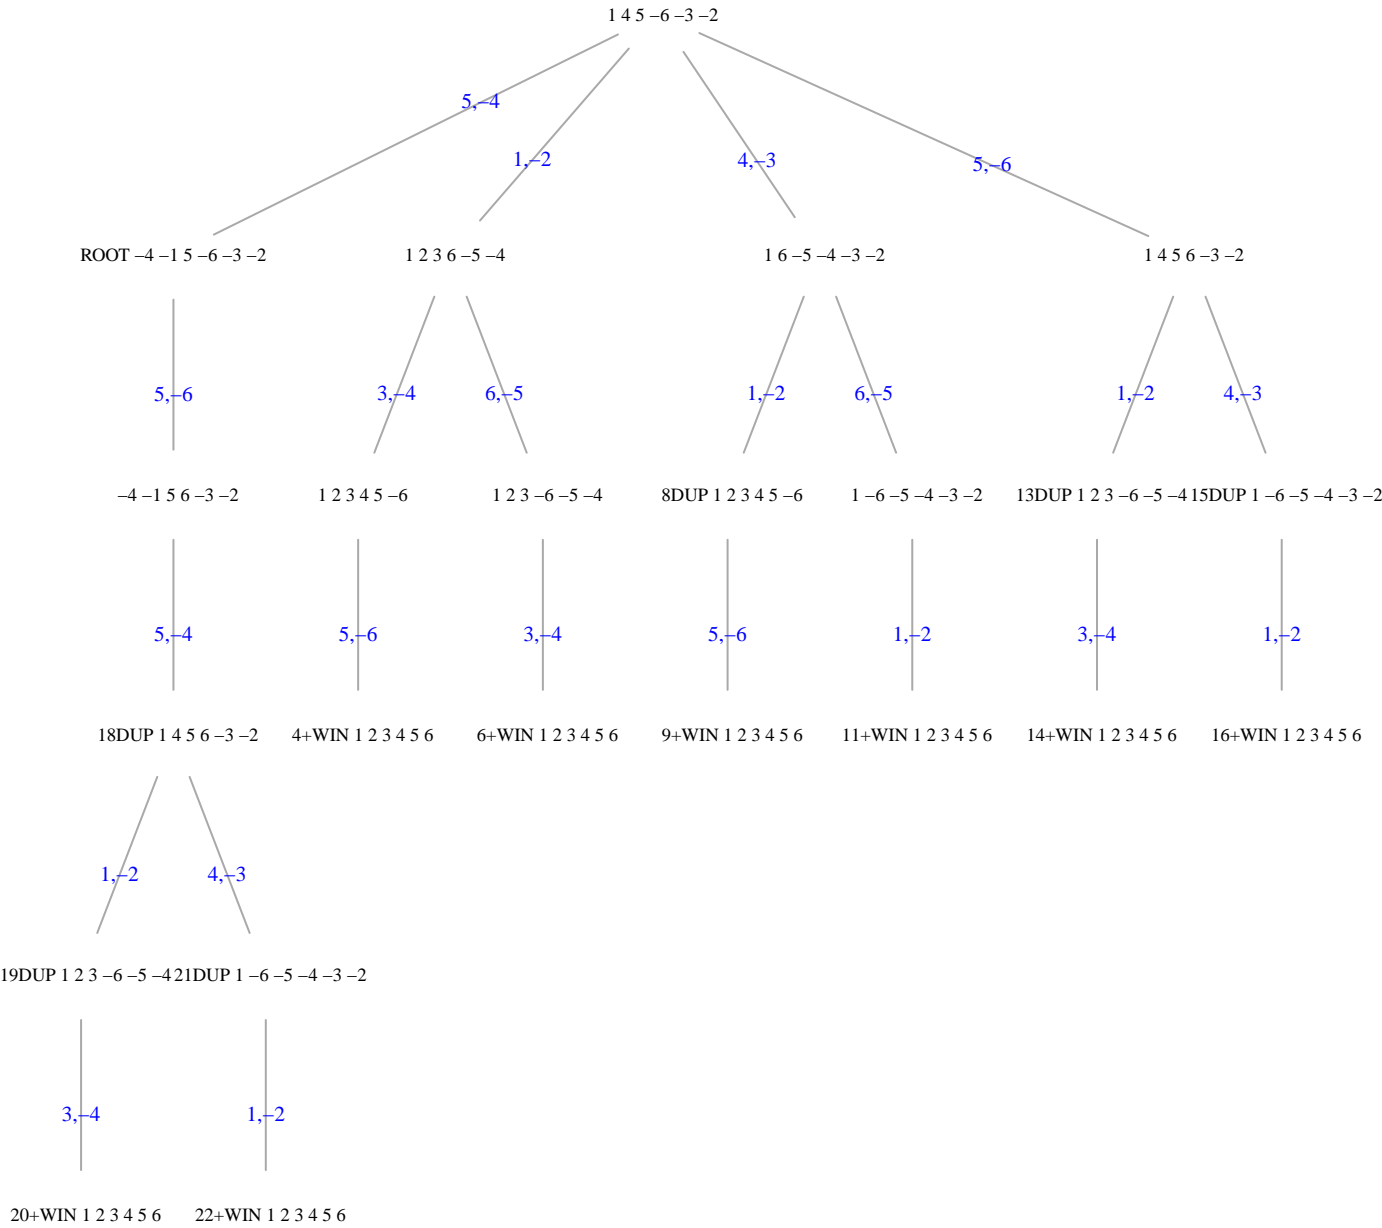 1 4 5 –6 –3 –2
5,–4
1,–2
4,–3
5,–6
ROOT –4 –1 5 –6 –3 –2
1 2 3 6 –5 –4
1 6 –5 –4 –3 –2
1 4 5 6 –3 –2
5,–6
3,–4
6,–5
1,–2
6,–5
1,–2
4,–3
–4 –1 5 6 –3 –2
1 2 3 4 5 –6
1 2 3 –6 –5 –4
8DUP 1 2 3 4 5 –6
1 –6 –5 –4 –3 –2
13DUP 1 2 3 –6 –5 –4
15DUP 1 –6 –5 –4 –3 –2
5,–4
5,–6
3,–4
5,–6
1,–2
3,–4
1,–2
18DUP 1 4 5 6 –3 –2
4+WIN 1 2 3 4 5 6
6+WIN 1 2 3 4 5 6
9+WIN 1 2 3 4 5 6
11+WIN 1 2 3 4 5 6
14+WIN 1 2 3 4 5 6
16+WIN 1 2 3 4 5 6
1,–2
4,–3
19DUP 1 2 3 –6 –5 –4
21DUP 1 –6 –5 –4 –3 –2
3,–4
1,–2
20+WIN 1 2 3 4 5 6
22+WIN 1 2 3 4 5 6